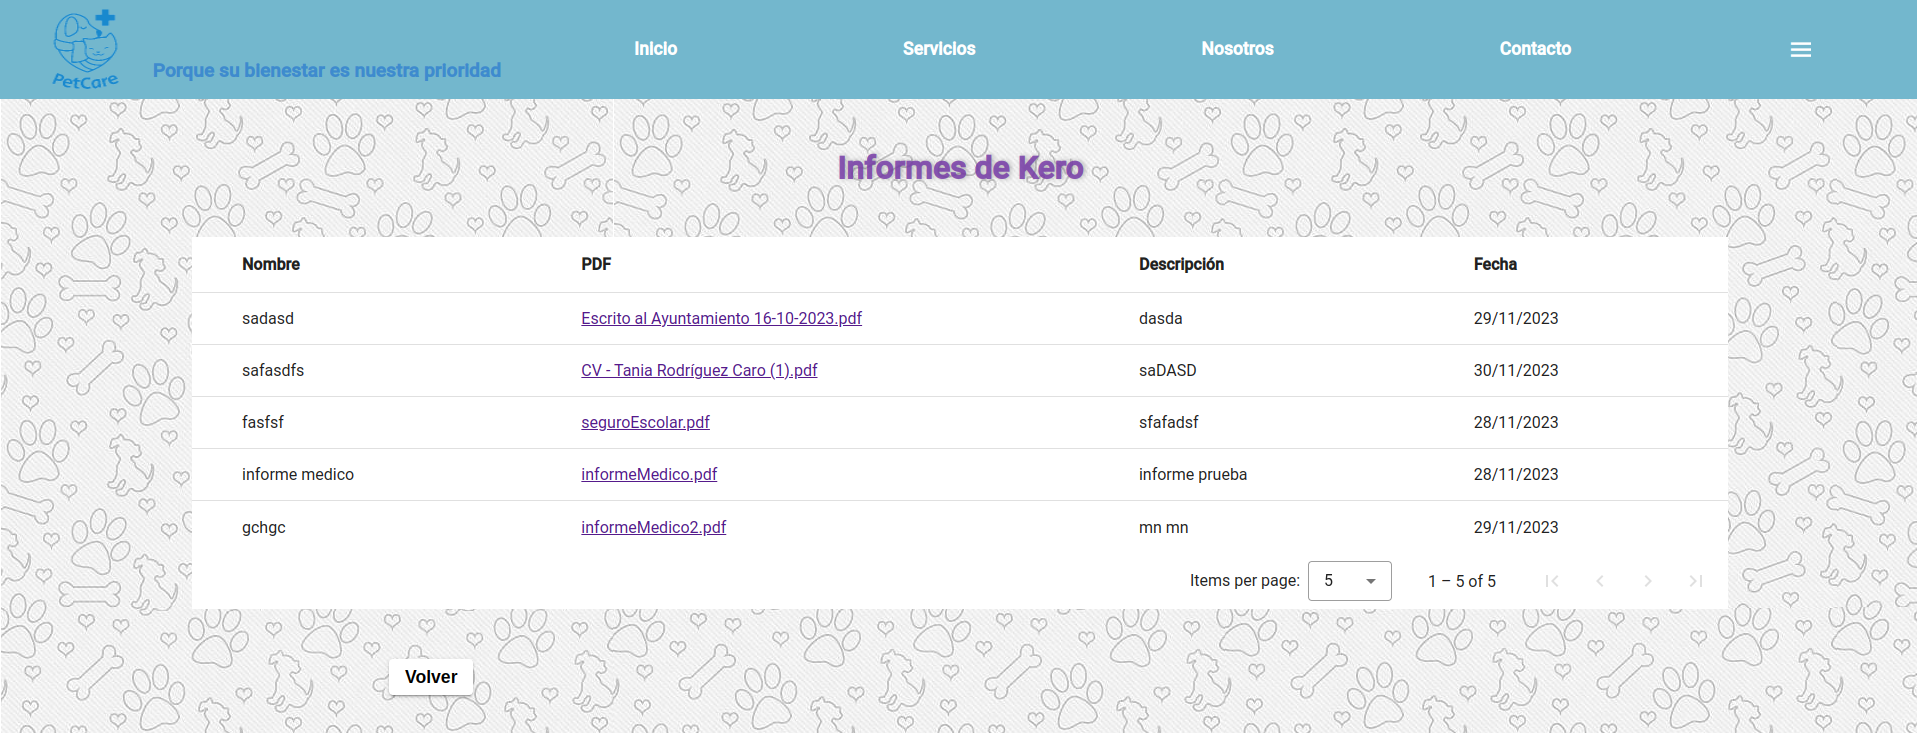 PetCare
Porque su bienestar es nuestra prioridad
Inicio
Servicios
Nosotros
Contacto
Informes de Kero
Nombre PDF Descripción Fecha
sadasd Escrito al Ayuntamiento 16-10-2023.pdf dasda 29/11/2023
safasdfs CV - Tania Rodríguez Caro (1).pdf saDASD 30/11/2023
fasfsf seguroEscolar.pdf sfafadsf 28/11/2023
informe medico informeMedico.pdf informe prueba 28/11/2023
gchgc informeMedico2.pdf mn mn 29/11/2023
Items per page: 5 1 – 5 of 5
Volver